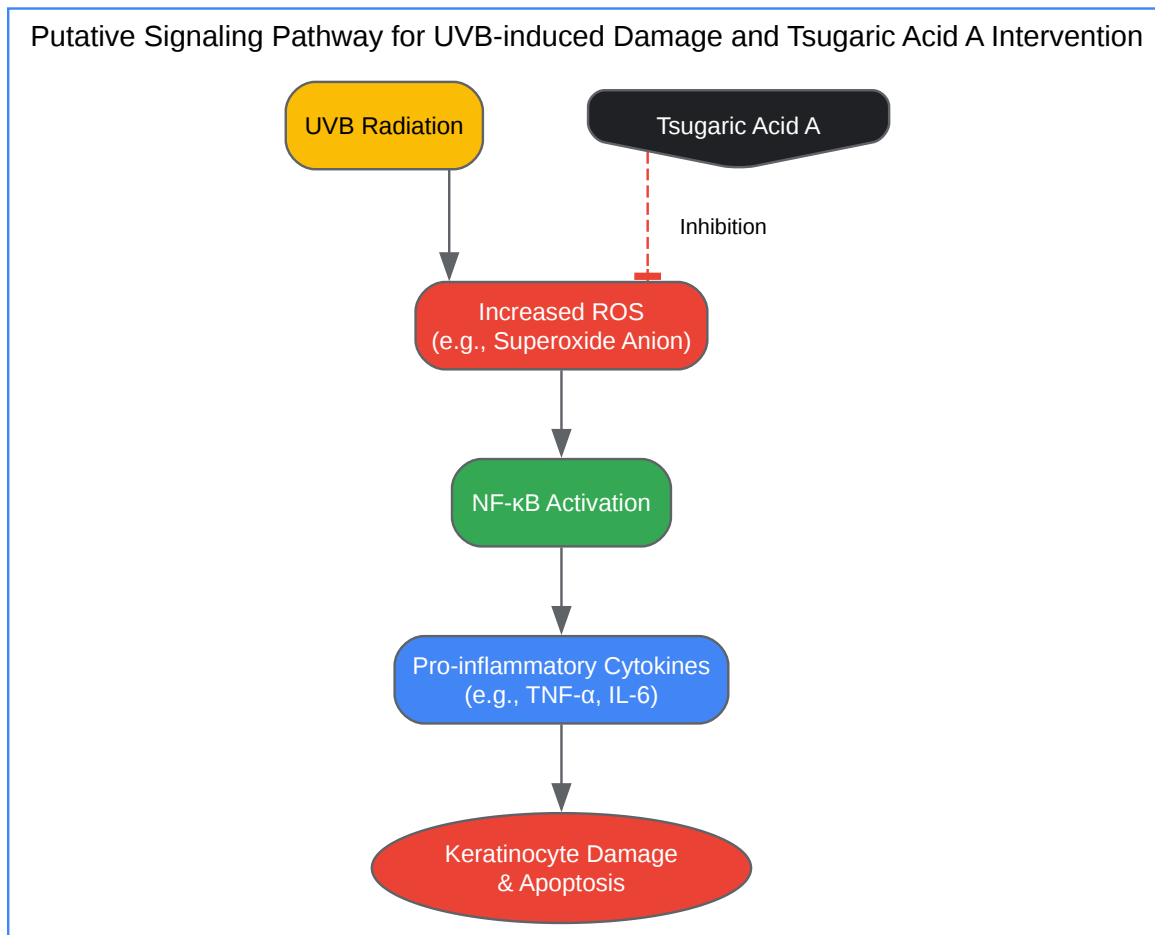 Putative Signaling Pathway for UVB-induced Damage and Tsugaric Acid A Intervention
UVB Radiation
Tsugaric Acid A
Inhibition
Increased ROS
(e.g., Superoxide Anion)
NF-κB Activation
Pro-inflammatory Cytokines
(e.g., TNF-α, IL-6)
Keratinocyte Damage
& Apoptosis